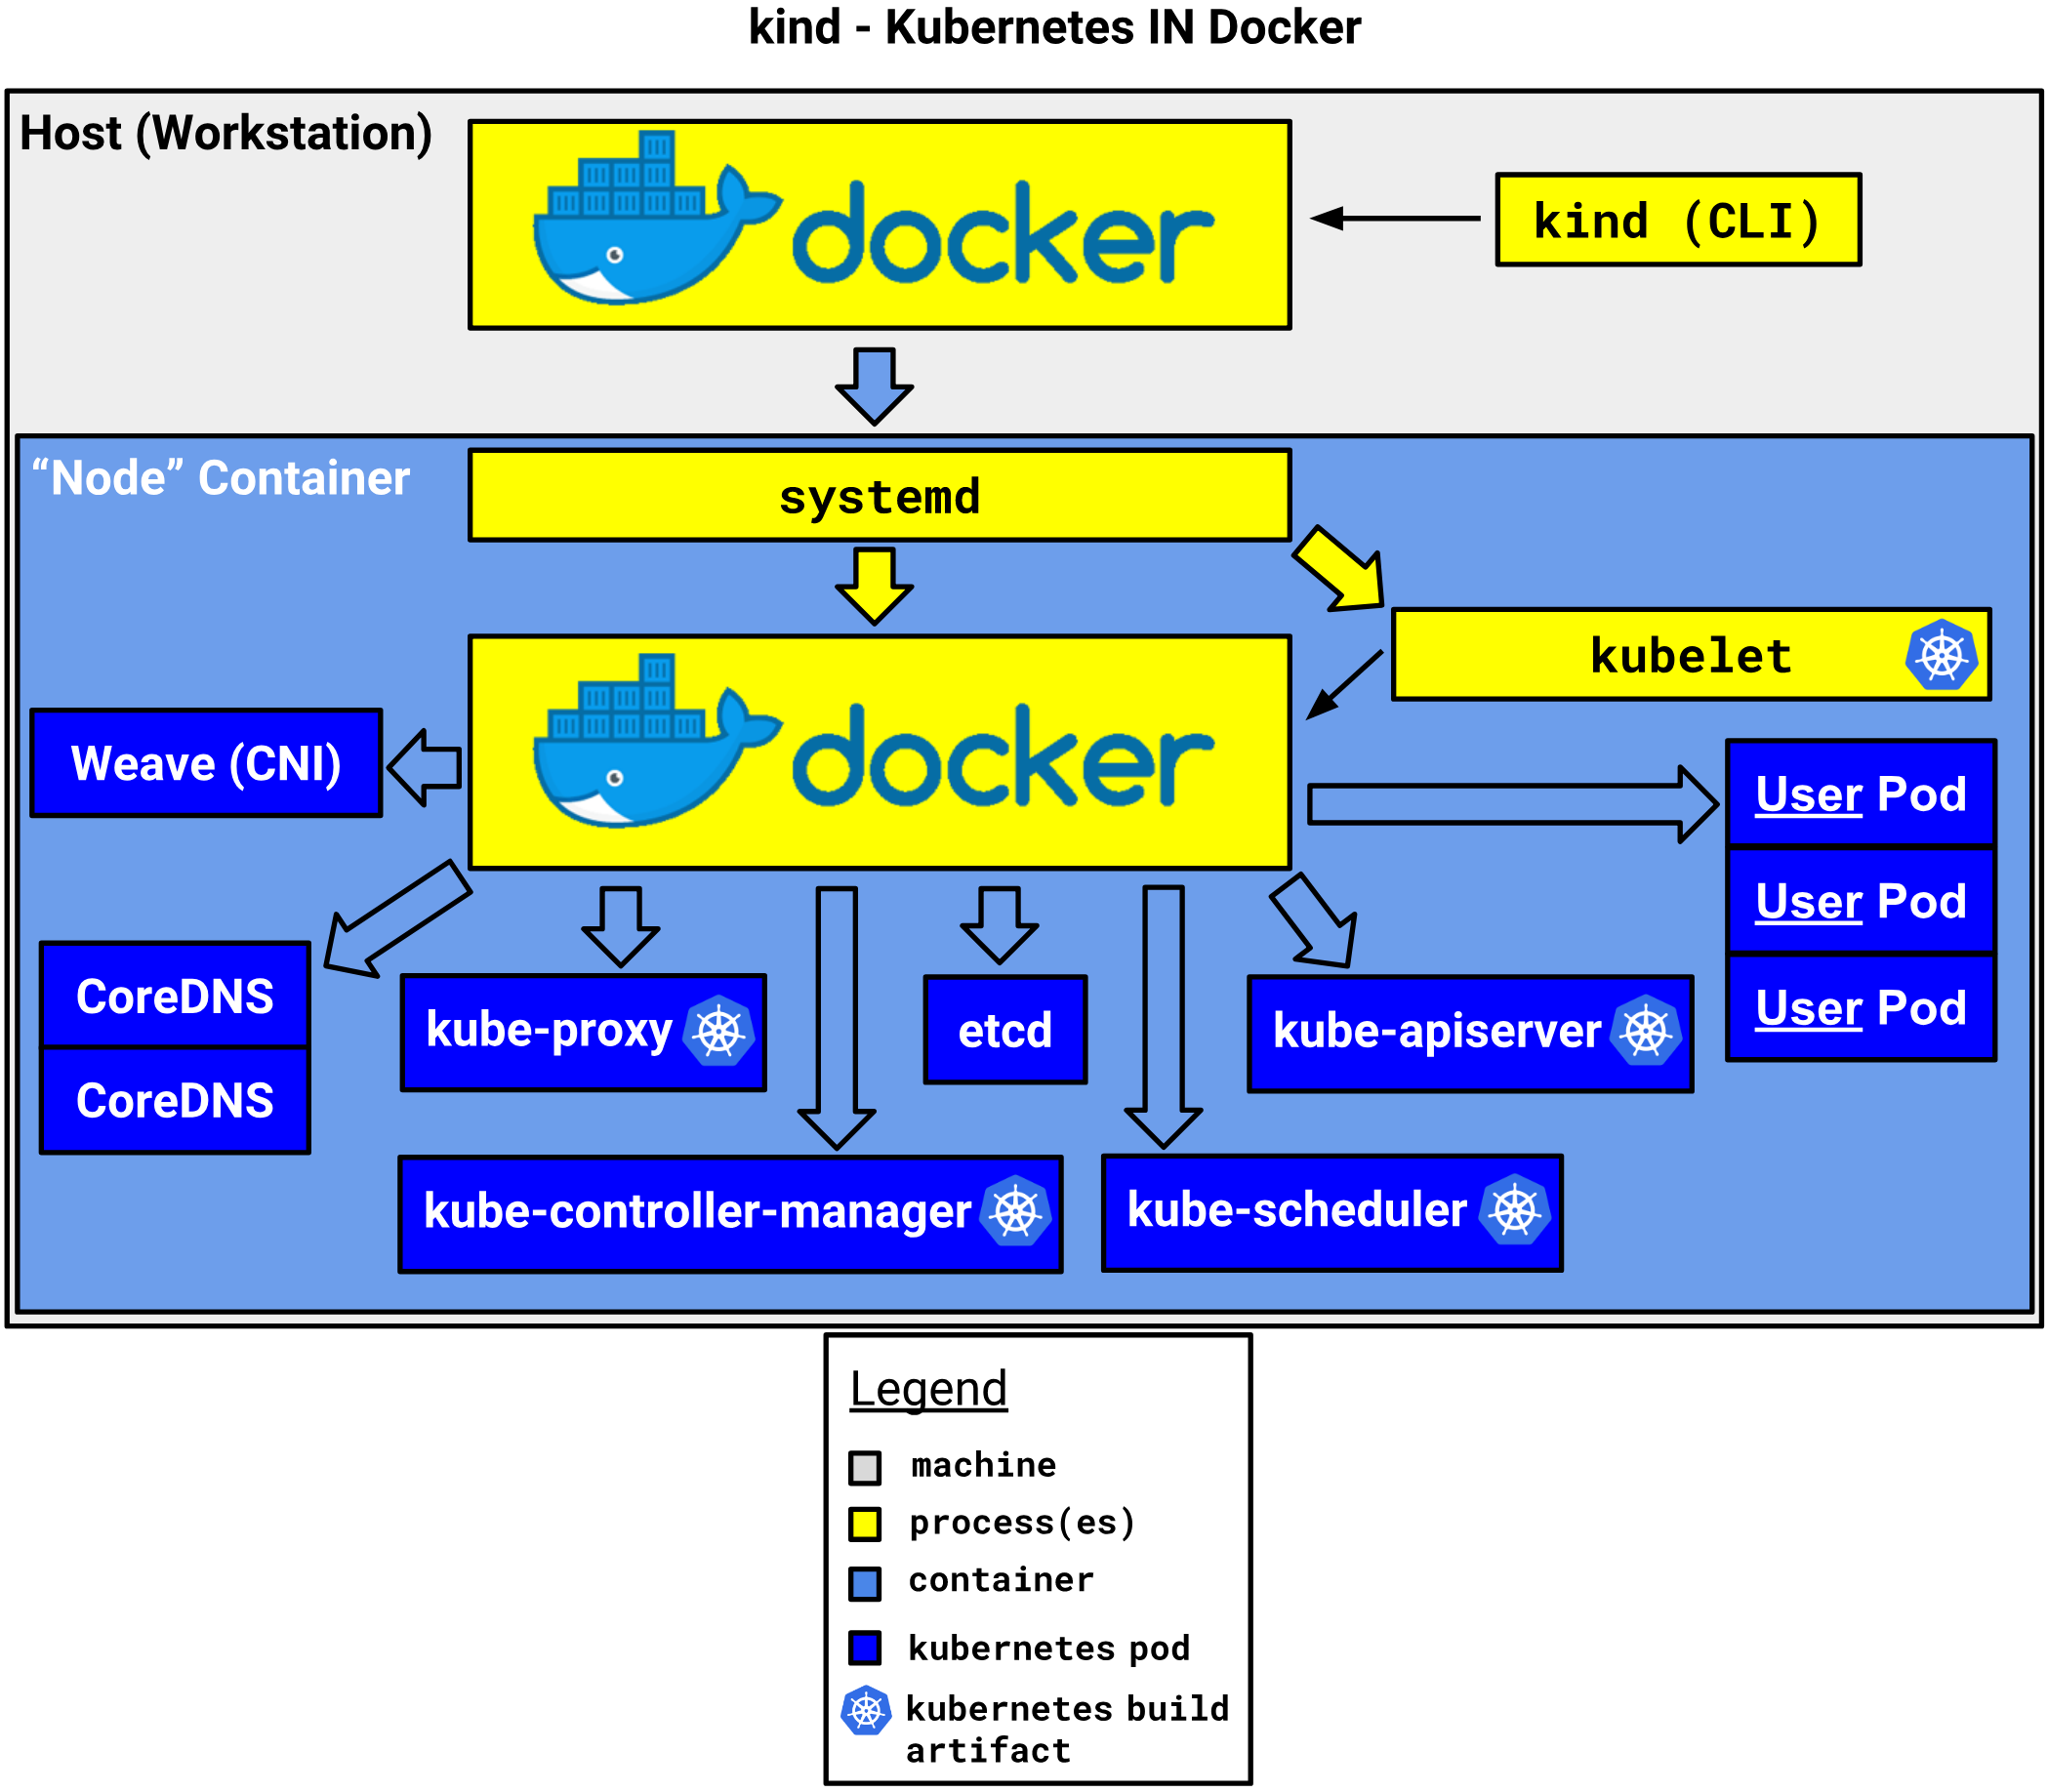 kind - Kubernetes IN Docker
Host (Workstation)
docker
kind (CLI)
“Node” Container
systemd
kubelet
docker
Weave (CNI)
User Pod
User Pod
User Pod
CoreDNS
CoreDNS
kube-proxy
etcd
kube-apiserver
kube-controller-manager
kube-scheduler
Legend
machine
process(es)
container
kubernetes pod
kubernetes build
artifact